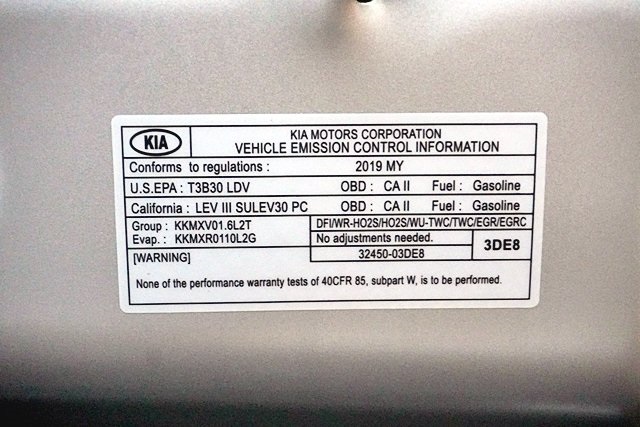 KIA
KIA MOTORS CORPORATION
VEHICLE EMISSION CONTROL INFORMATION
Conforms to regulations : 2019 MY
U.S.EPA : T3B30 LDV OBD : CA II Fuel : Gasoline
California : LEV III SULEV30 PC OBD : CA II Fuel : Gasoline
Group : KKMXV01.6L2T
Evap. : KKMXR0110L2G
DFI/WR-HO2S/HO2S/WU-TWC/TWC/EGR/EGRC
No adjustments needed.
32450-03DE8
3DE8
[WARNING]
None of the performance warranty tests of 40CFR 85, subpart W, is to be performed.